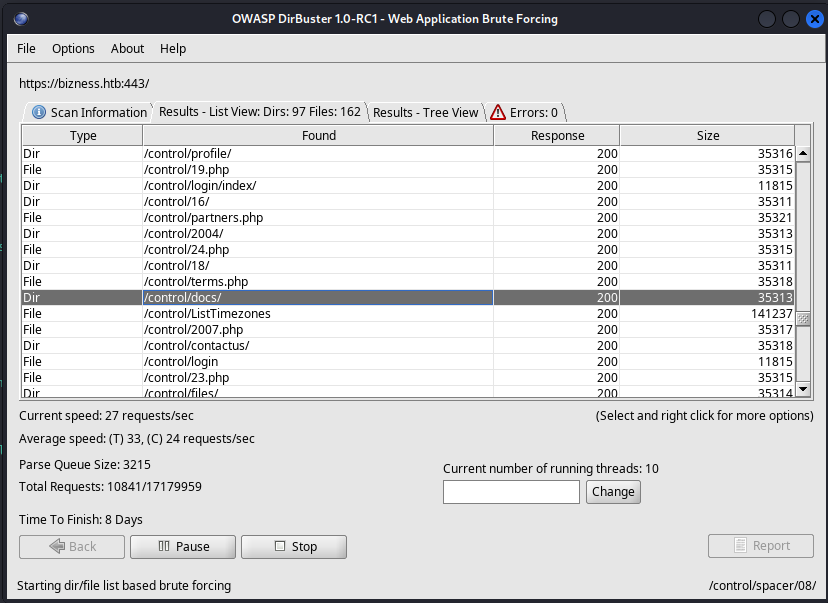 OWASP DirBuster 1.0-RC1 - Web Application Brute Forcing
File Options About Help
https://bizness.htb:443/
Scan Information Results - List View: Dirs: 97 Files: 162 Results - Tree View Errors: 0
Type Found Response Size
Dir /control/profile/ 200 35316
File /control/19.php 200 35315
Dir /control/login/index/ 200 11815
Dir /control/16/ 200 35311
File /control/partners.php 200 35321
Dir /control/2004/ 200 35313
File /control/24.php 200 35315
Dir /control/18/ 200 35311
File /control/terms.php 200 35318
Dir /control/docs/ 200 35313
File /control/ListTimezones 200 141237
File /control/2007.php 200 35317
Dir /control/contactus/ 200 35318
File /control/login 200 11815
File /control/23.php 200 35315
Dir /control/files/ 200 35314
Current speed: 27 requests/sec (Select and right click for more options)
Average speed: (T) 33, (C) 24 requests/sec
Parse Queue Size: 3215
Current number of running threads: 10
Total Requests: 10841/17179959
Change
Time To Finish: 8 Days
Back Pause Stop Report
Starting dir/file list based brute forcing /control/spacer/08/